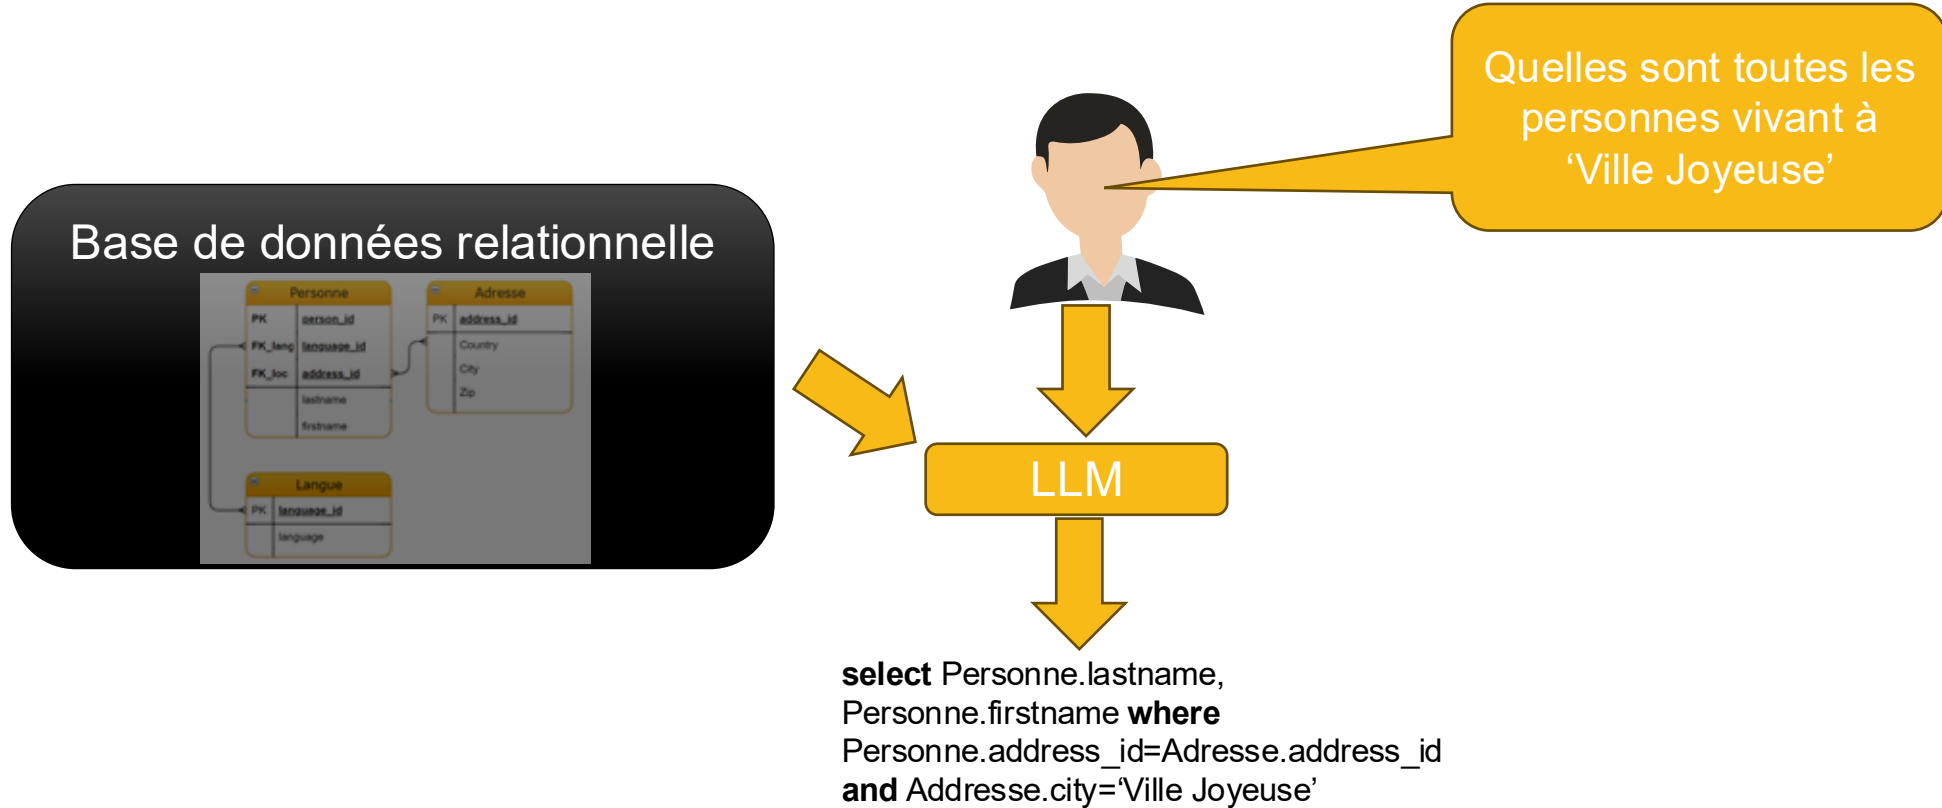 Quelles sont toutes les
personnes vivant à
‘Ville Joyeuse’
Base de données relationnelle
Personne
PK person_id
FK_lang language_id
FK_loc address_id
lastname
firstname
Adresse
PK address_id
Country
City
Zip
Langue
PK language_id
language
LLM
select Personne.lastname,
Personne.firstname where
Personne.address_id=Adresse.address_id
and Addresse.city=‘Ville Joyeuse’